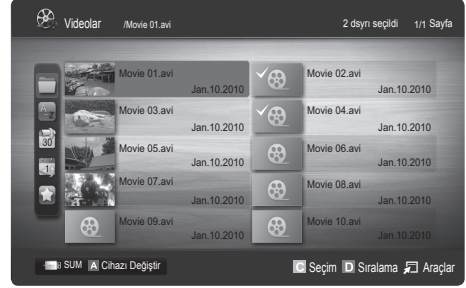 Videolar /Movie 01.avi 2 dsyrı seçildi 1/1 Sayfa
Movie 01.avi Movie 02.avi
Jan.10.2010 Jan.10.2010
Movie 03.avi Movie 04.avi
Jan.10.2010 Jan.10.2010
Movie 05.avi Movie 06.avi
Jan.10.2010 Jan.10.2010
Movie 07.avi Movie 08.avi
Jan.10.2010 Jan.10.2010
Movie 09.avi Movie 10.avi
Jan.10.2010 Jan.10.2010
SUM A Cihazı Değiştir C Seçim D Sıralama Araçlar